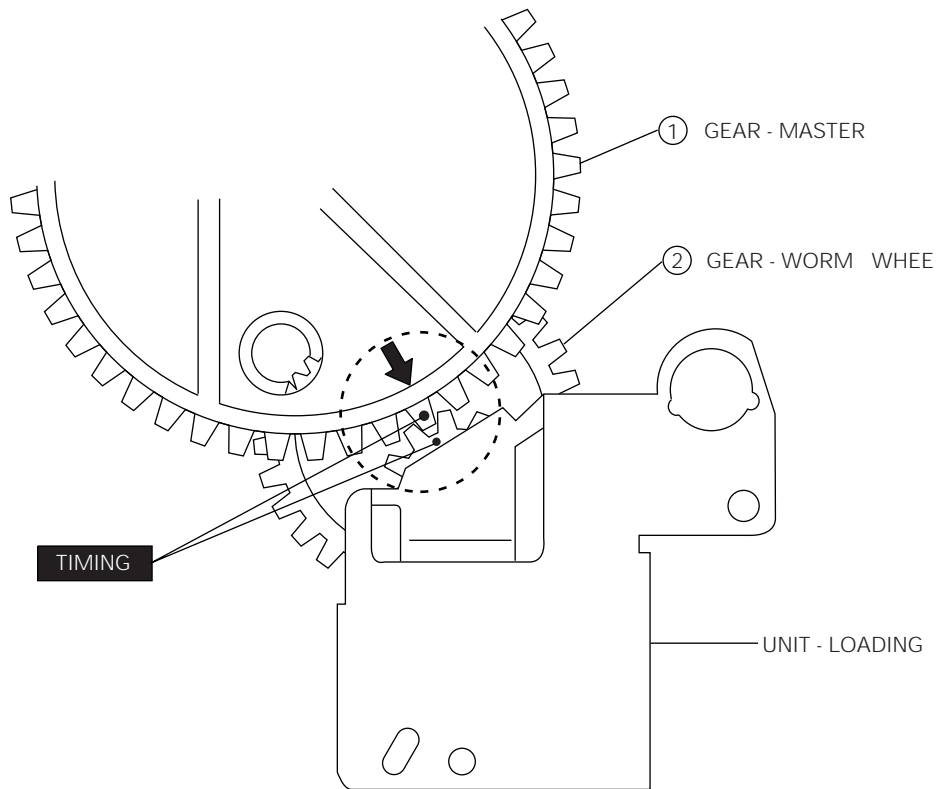 1 GEAR - MASTER
2 GEAR - WORM WHEE
TIMING
UNIT - LOADING